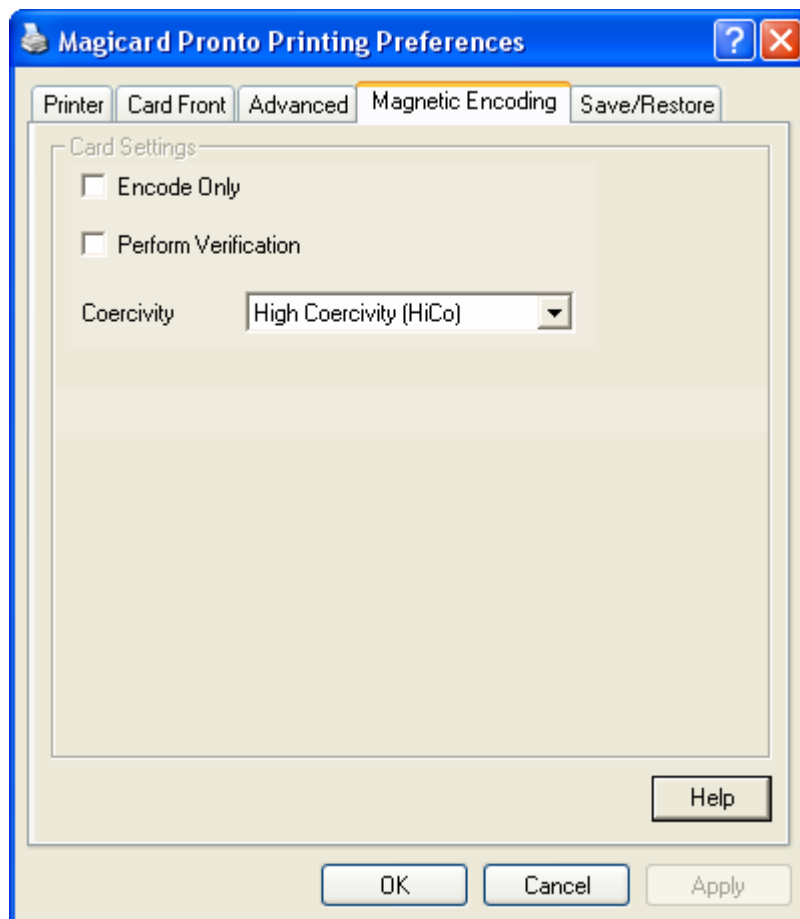 Magicard Pronto Printing Preferences
Printer Card Front Advanced Magnetic Encoding Save/Restore
Card Settings
Encode Only
Perform Verification
Coercivity High Coercivity (HiCo)
Help
OK Cancel Apply